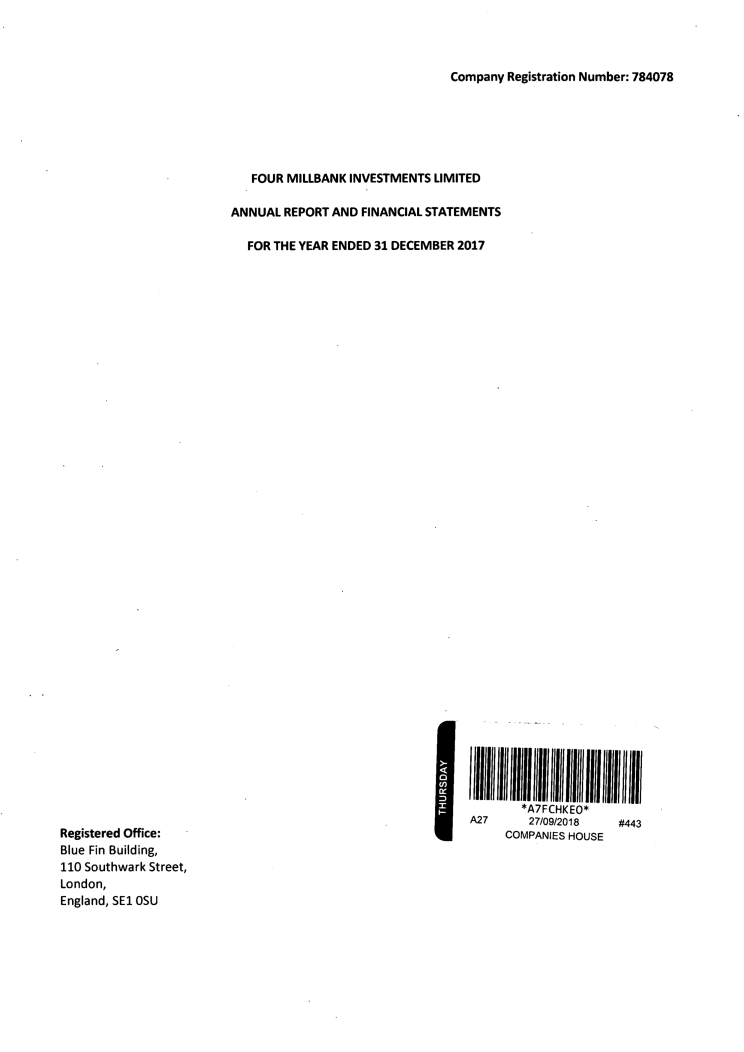 Company Registration Number: 784078
FOUR MILLBANK INVESTMENTS LIMITED
ANNUAL REPORT AND FINANCIAL STATEMENTS
FOR THE YEAR ENDED 31 DECEMBER 2017
THURSDAY
*A7FCHKEO*
A27 27/09/2018 #443
COMPANIES HOUSE
Registered Office:
Blue Fin Building,
110 Southwark Street,
London,
England, SE1 0SU